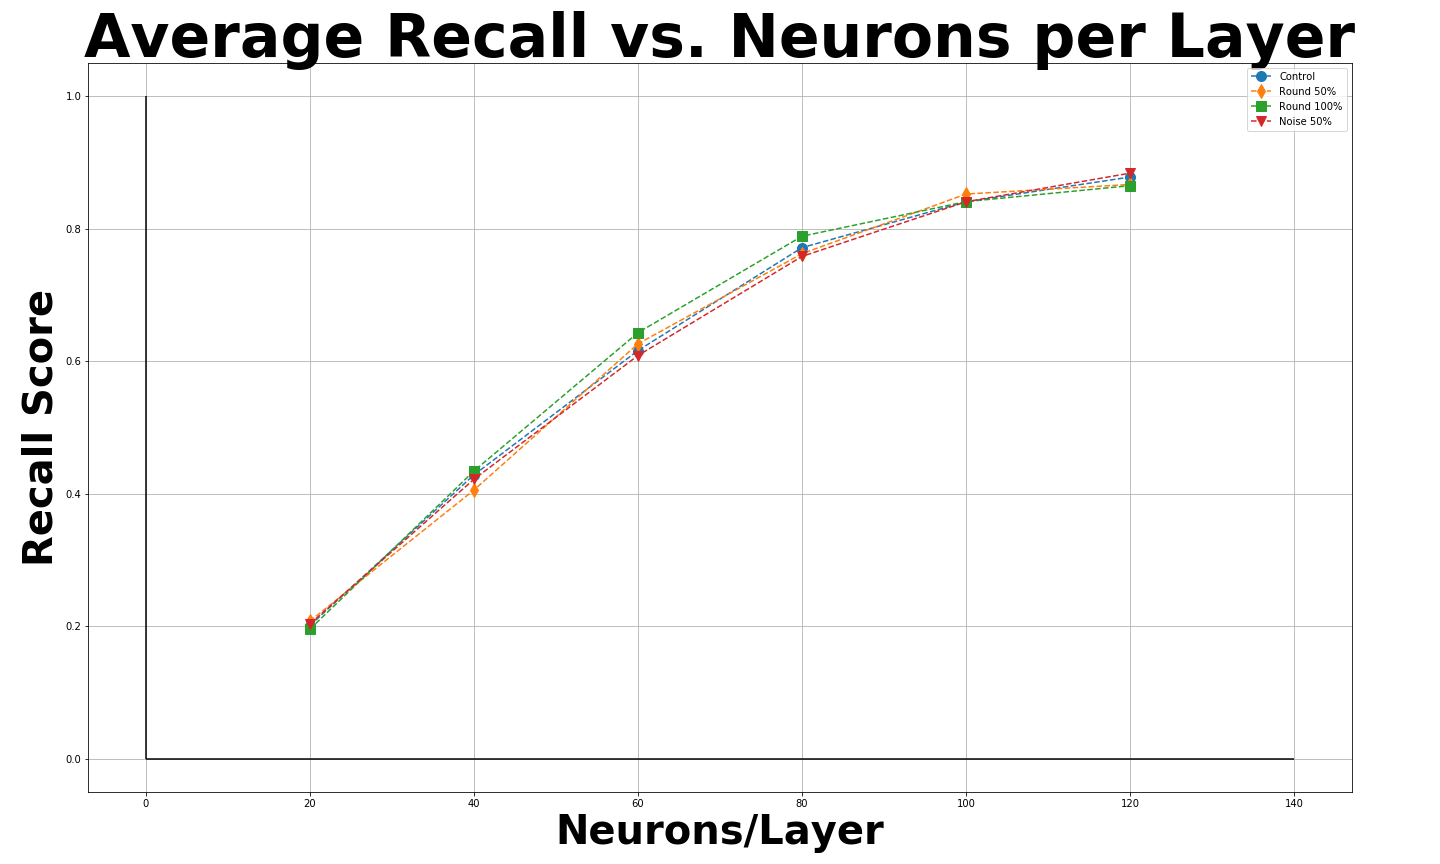 Average Recall vs. Neurons per Layer
Control
Round 50%
Round 100%
Noise 50%
1.0
0.8
0.6
0.4
0.2
0.0
Recall Score
0 20 40 60 80 100 120 140
Neurons/Layer